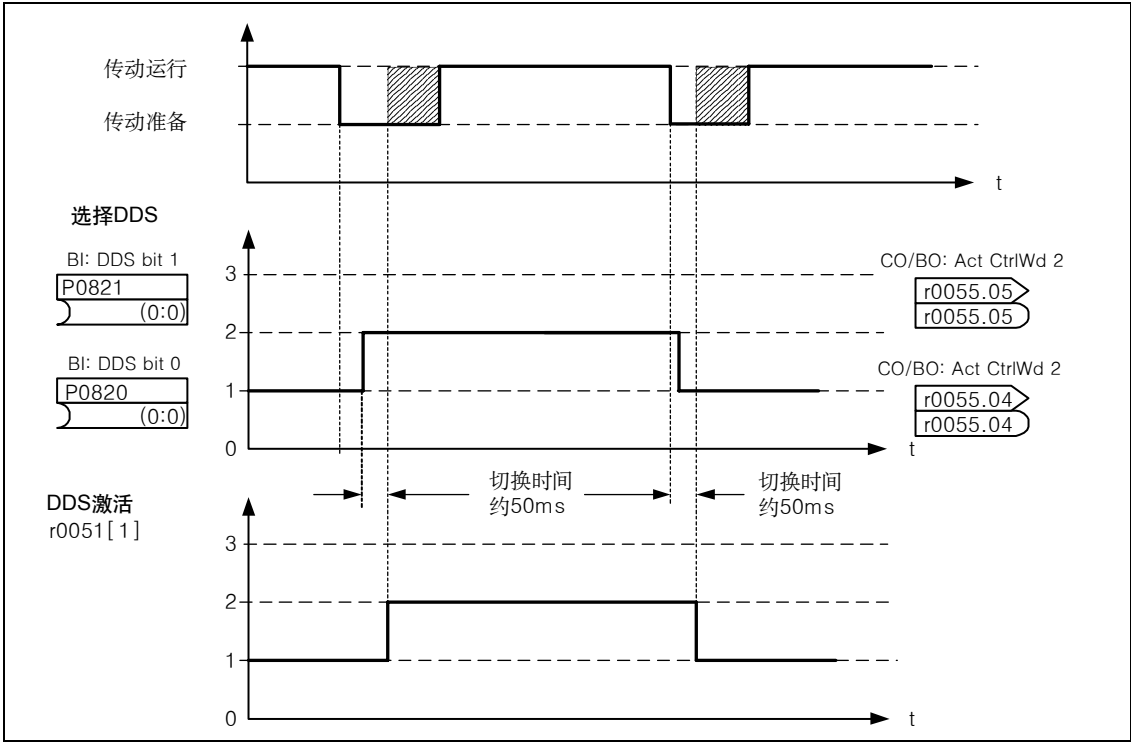 传动运行
传动准备
t
选择DDS
BI: DDS bit 1
P0821
(0:0)
BI: DDS bit 0
P0820
(0:0)
3
2
1
0
t
CO/BO: Act CtrlWd 2
r0055.05
r0055.05
CO/BO: Act CtrlWd 2
r0055.04
r0055.04
切换时间
约50ms
切换时间
约50ms
DDS激活
r0051[1]
3
2
1
0
t